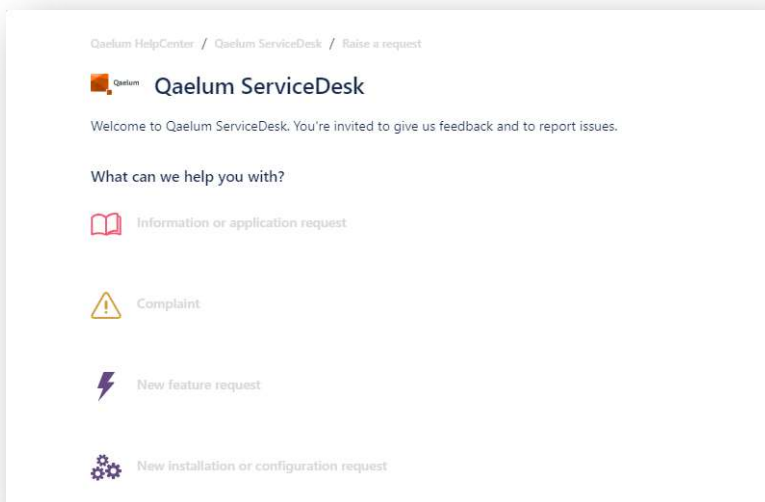 Qaelum HelpCenter / Qaelum ServiceDesk / Raise a request
Qaelum Qaelum ServiceDesk
Welcome to Qaelum ServiceDesk. You're invited to give us feedback and to report issues.
What can we help you with?
Information or application request
Complaint
New feature request
New installation or configuration request